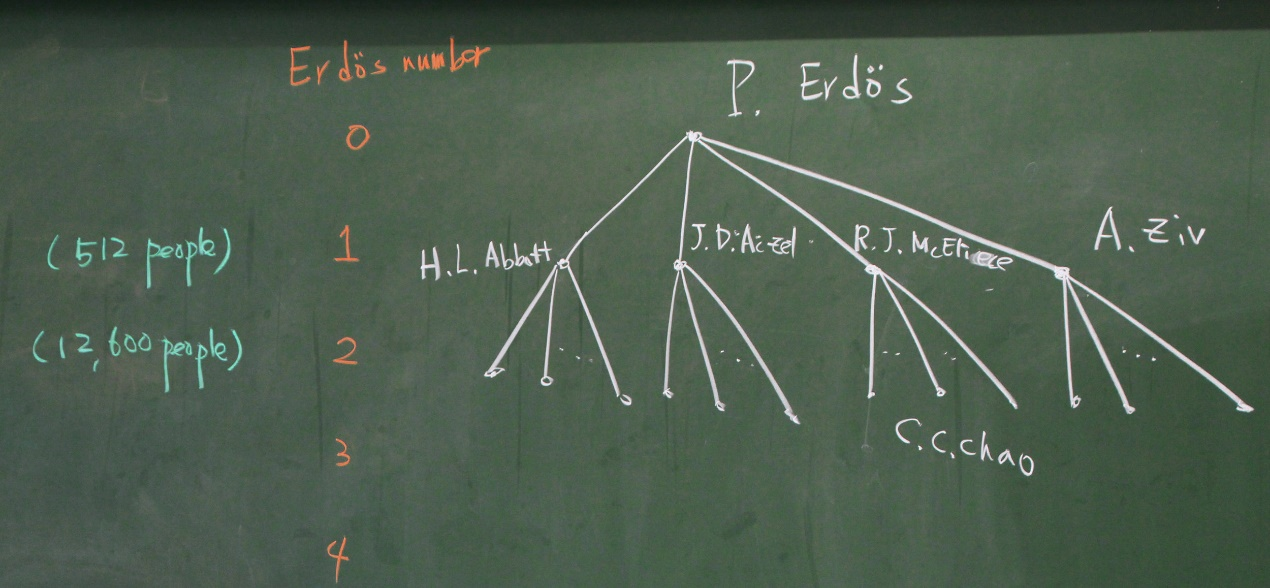 Erdös number
P. Erdös
0
(512 people)
1
H.L. Abbott
J.D. Aczel
R.J. McEliece
A. Ziv
(12,600 people)
2
C.C. Chao
3
4